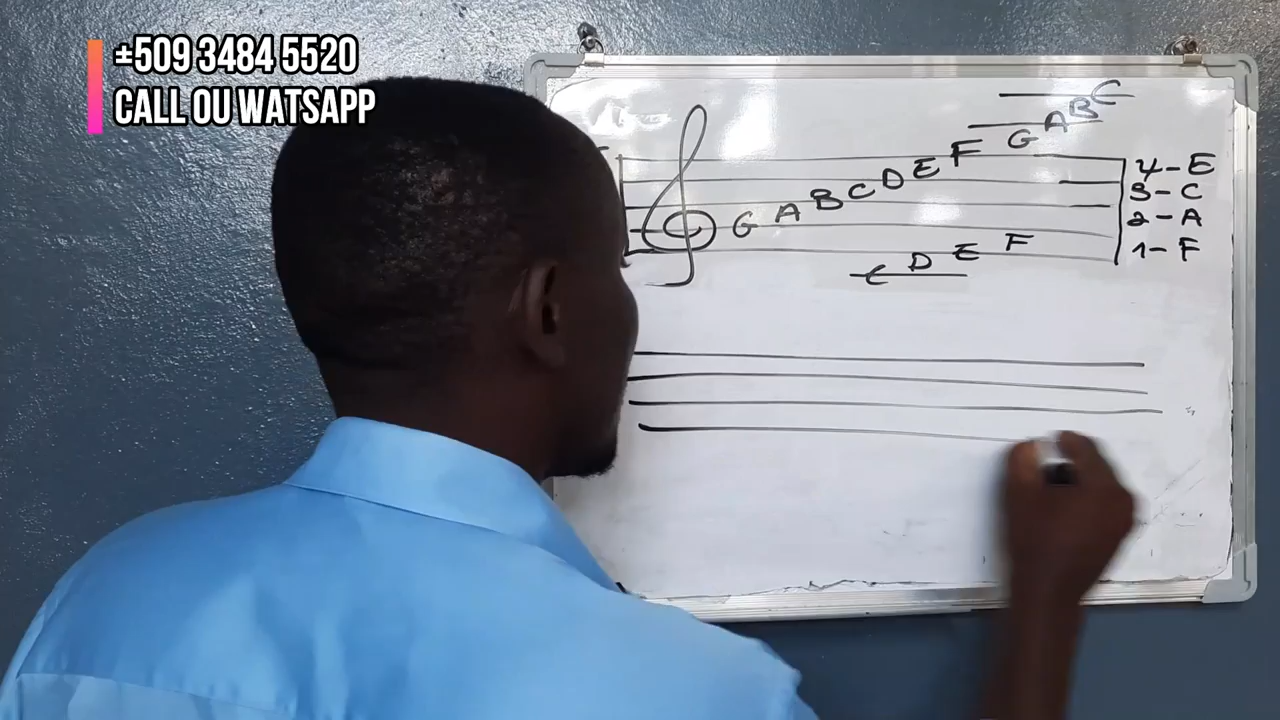 ±509 3484 5520
CALL OU WATSAPP
G A B C D E F G A B C
C D E F
4-E
3-C
2-A
1-F